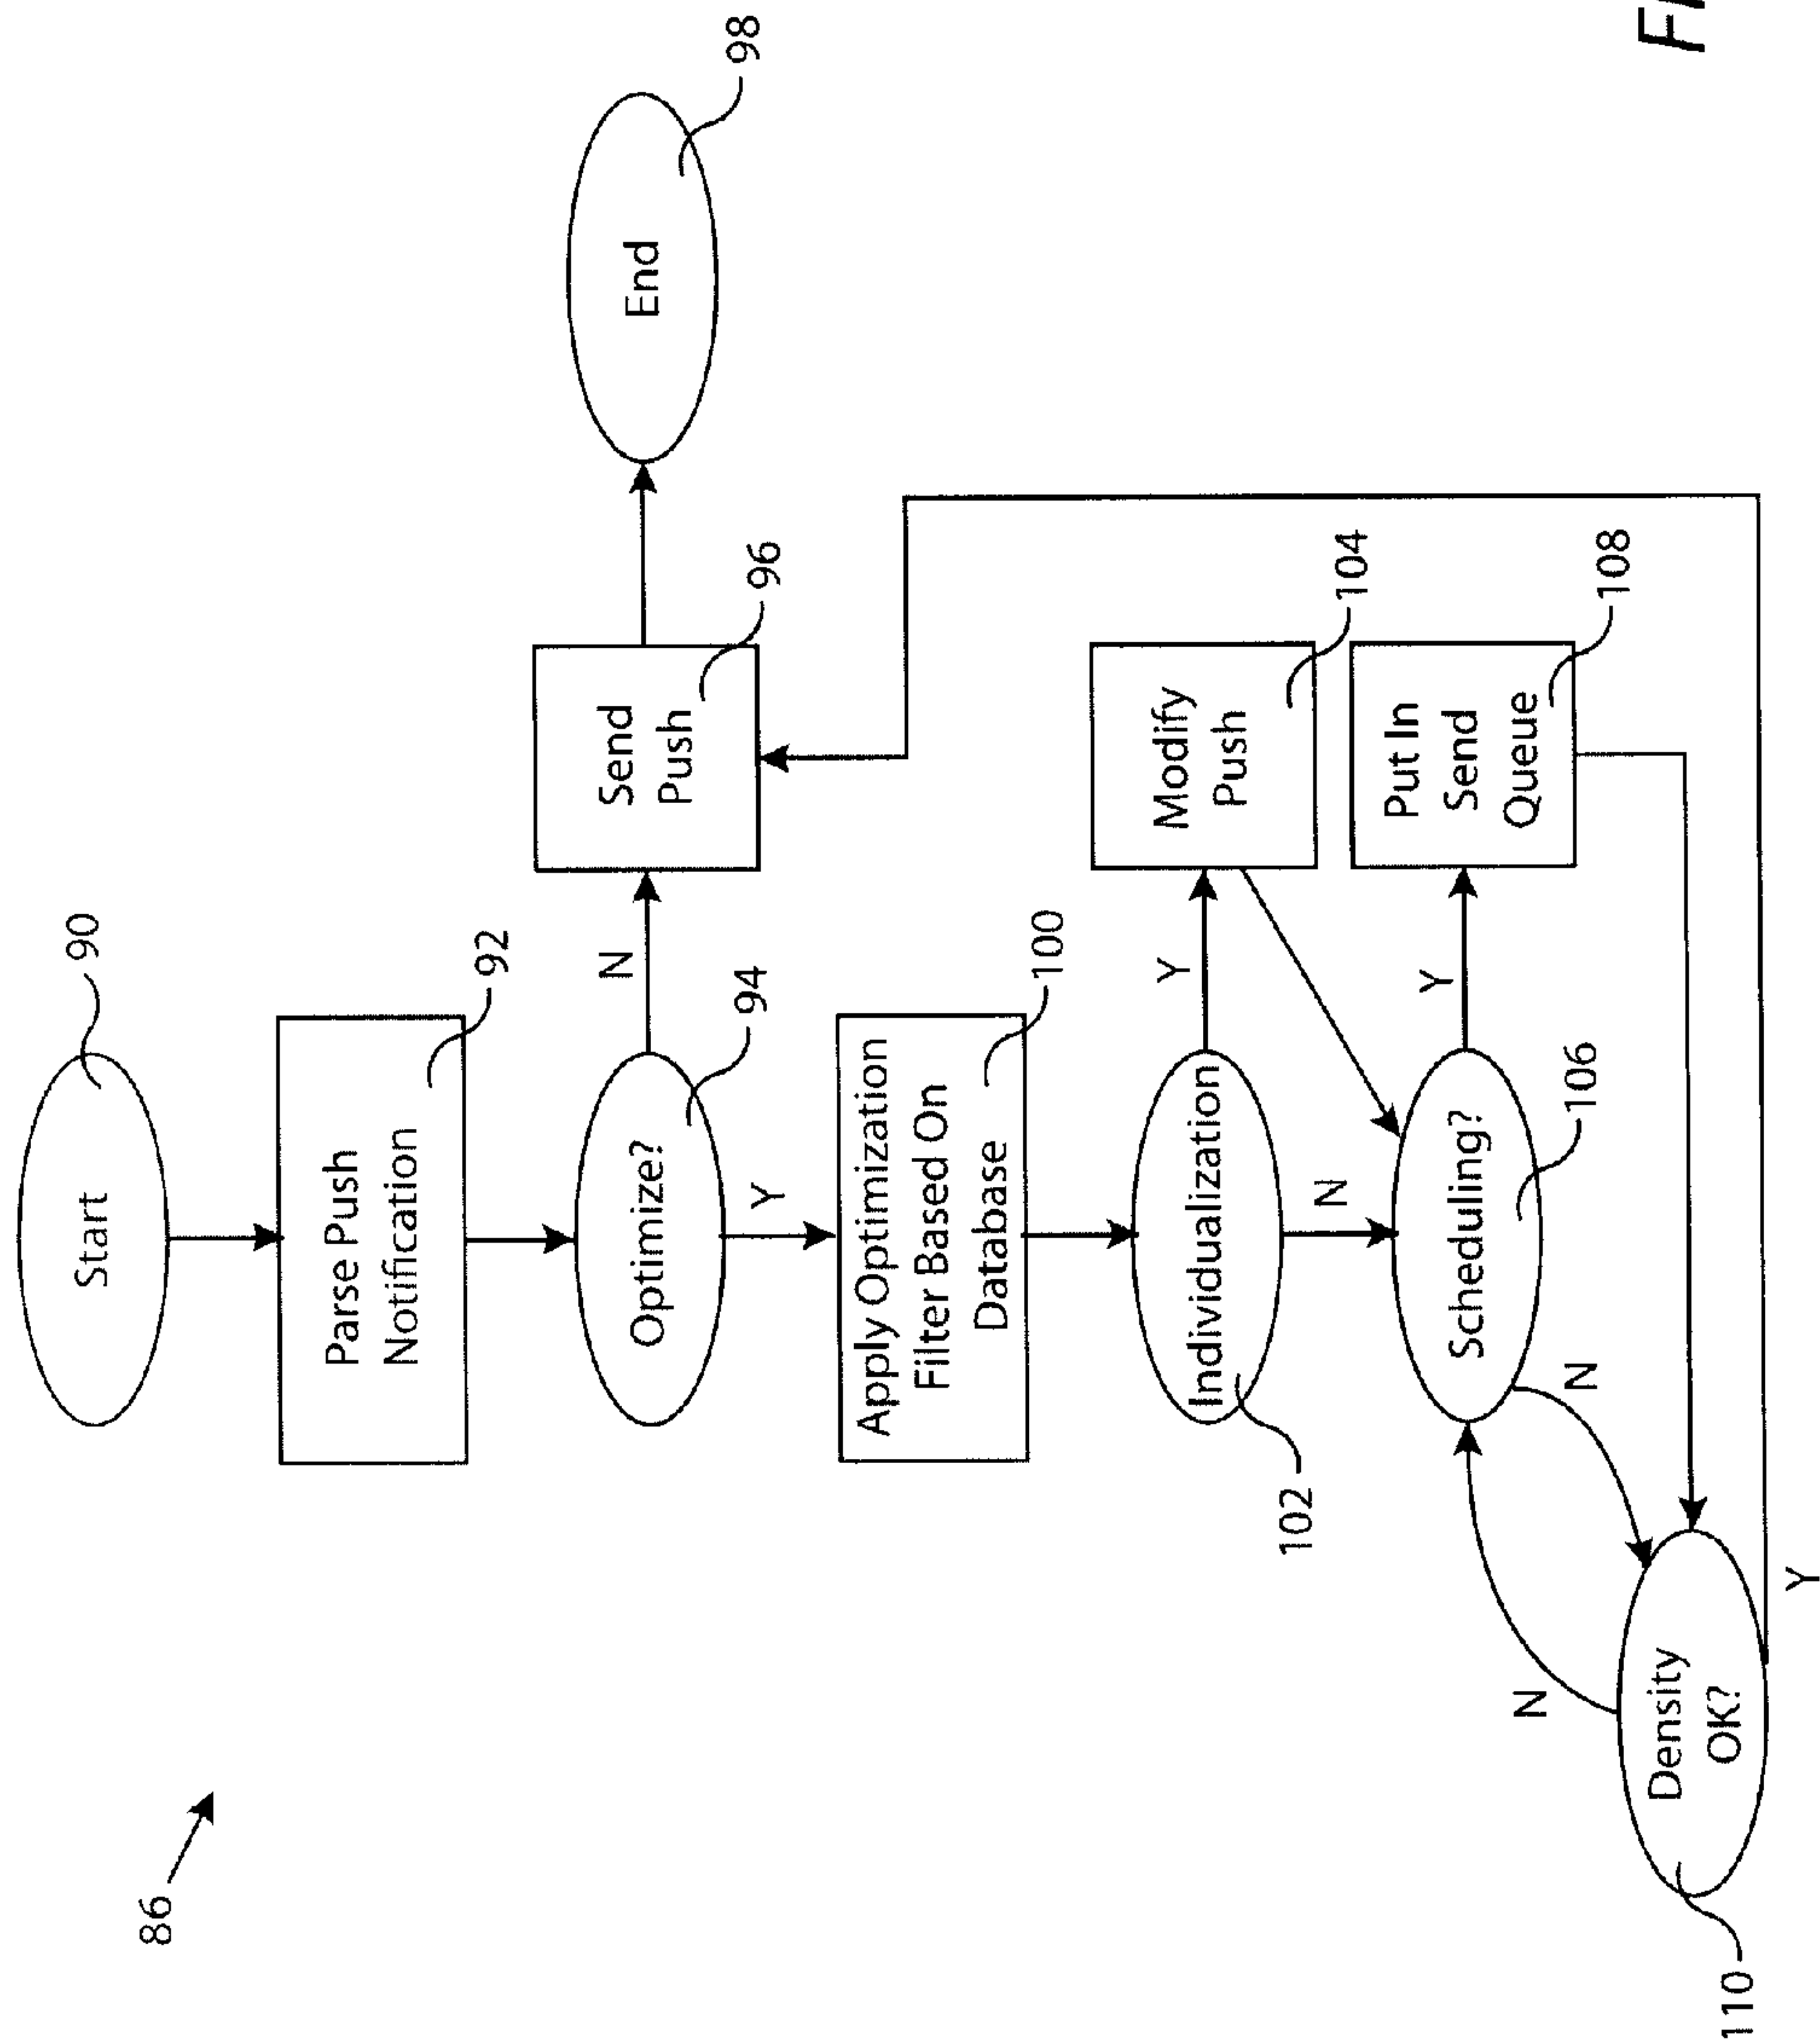 86
Start
90
Parse Push
Notification
92
Optimize?
94
N
Y
Send
Push
96
End
98
Apply Optimization
Filter Based On
Database
100
Individualization
102
Y
N
Modify
Push
104
Scheduling?
106
Y
N
Put In
Send
Queue
108
N
Density
OK?
110
Y